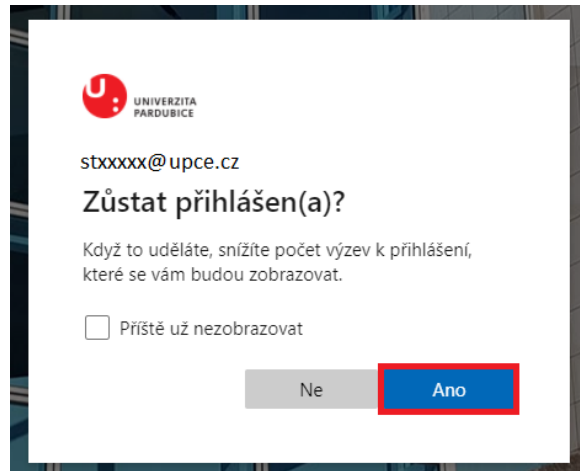 U:
UNIVERZITA
PARDUBICE
stxxxxx@upce.cz
Zůstat přihlášen(a)?
Když to uděláte, snížíte počet výzev k přihlášení,
které se vám budou zobrazovat.
Příště už nezobrazovat
Ne Ano